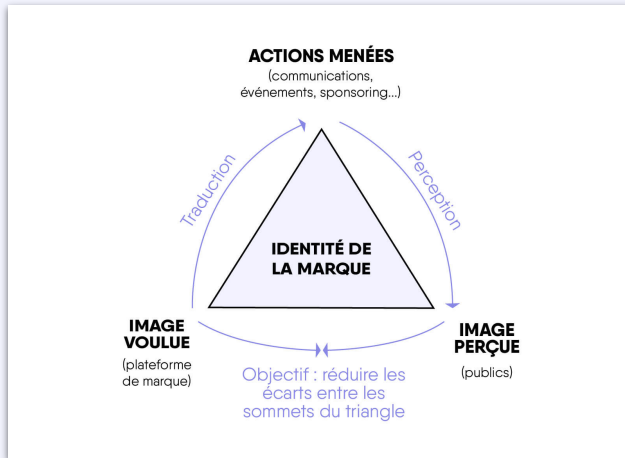 ACTIONS MENÉES
(communications,
événements, sponsoring...)
Traduction
Perception
IDENTITÉ DE
LA MARQUE
IMAGE
VOULUE
(plateforme
de marque)
IMAGE
PERÇUE
(publics)
Objectif : réduire les
écarts entre les
sommets du triangle